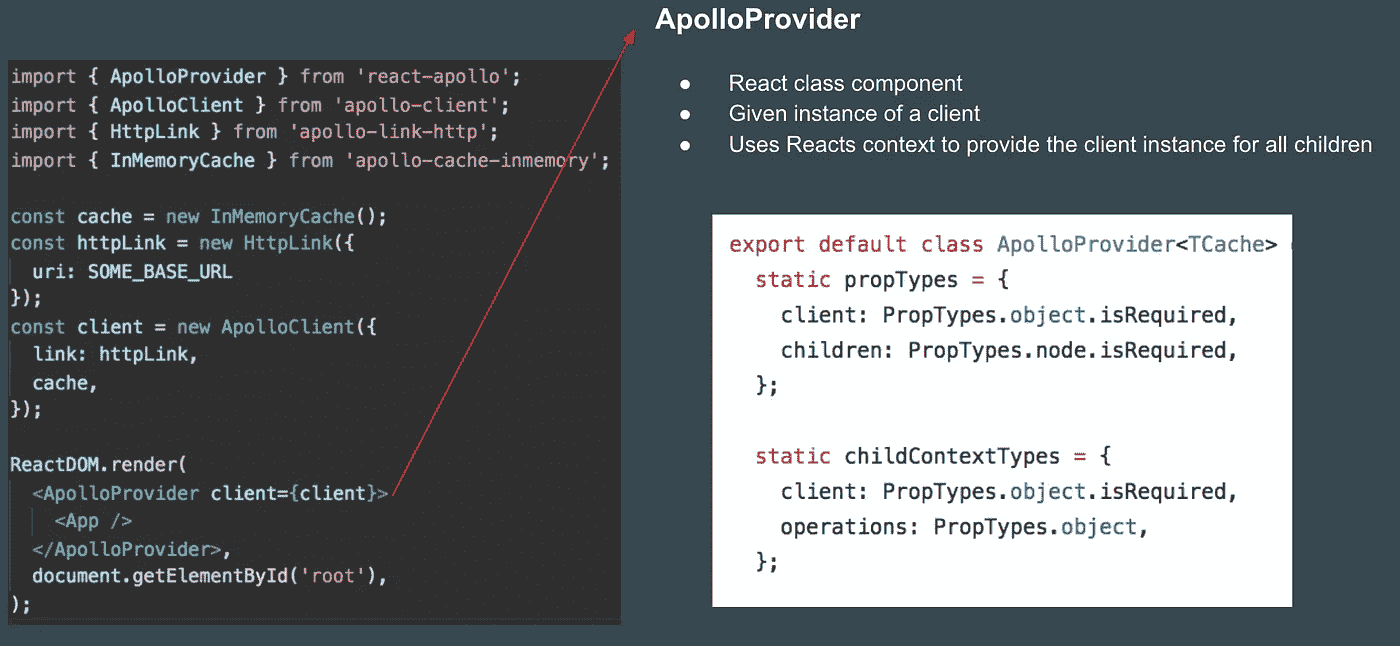 ApolloProvider
import { ApolloProvider } from 'react-apollo';
import { ApolloClient } from 'apollo-client';
import { HttpLink } from 'apollo-link-http';
import { InMemoryCache } from 'apollo-cache-inmemory';
const cache = new InMemoryCache();
const httpLink = new HttpLink({
  uri: SOME_BASE_URL
});
const client = new ApolloClient({
  link: httpLink,
  cache,
});
ReactDOM.render(
  <ApolloProvider client={client}>
    <App />
  </ApolloProvider>,
  document.getElementById('root'),
);
● React class component
● Given instance of a client
● Uses Reacts context to provide the client instance for all children
export default class ApolloProvider<TCache>
  static propTypes = {
    client: PropTypes.object.isRequired,
    children: PropTypes.node.isRequired,
  };
  static childContextTypes = {
    client: PropTypes.object.isRequired,
    operations: PropTypes.object,
  };